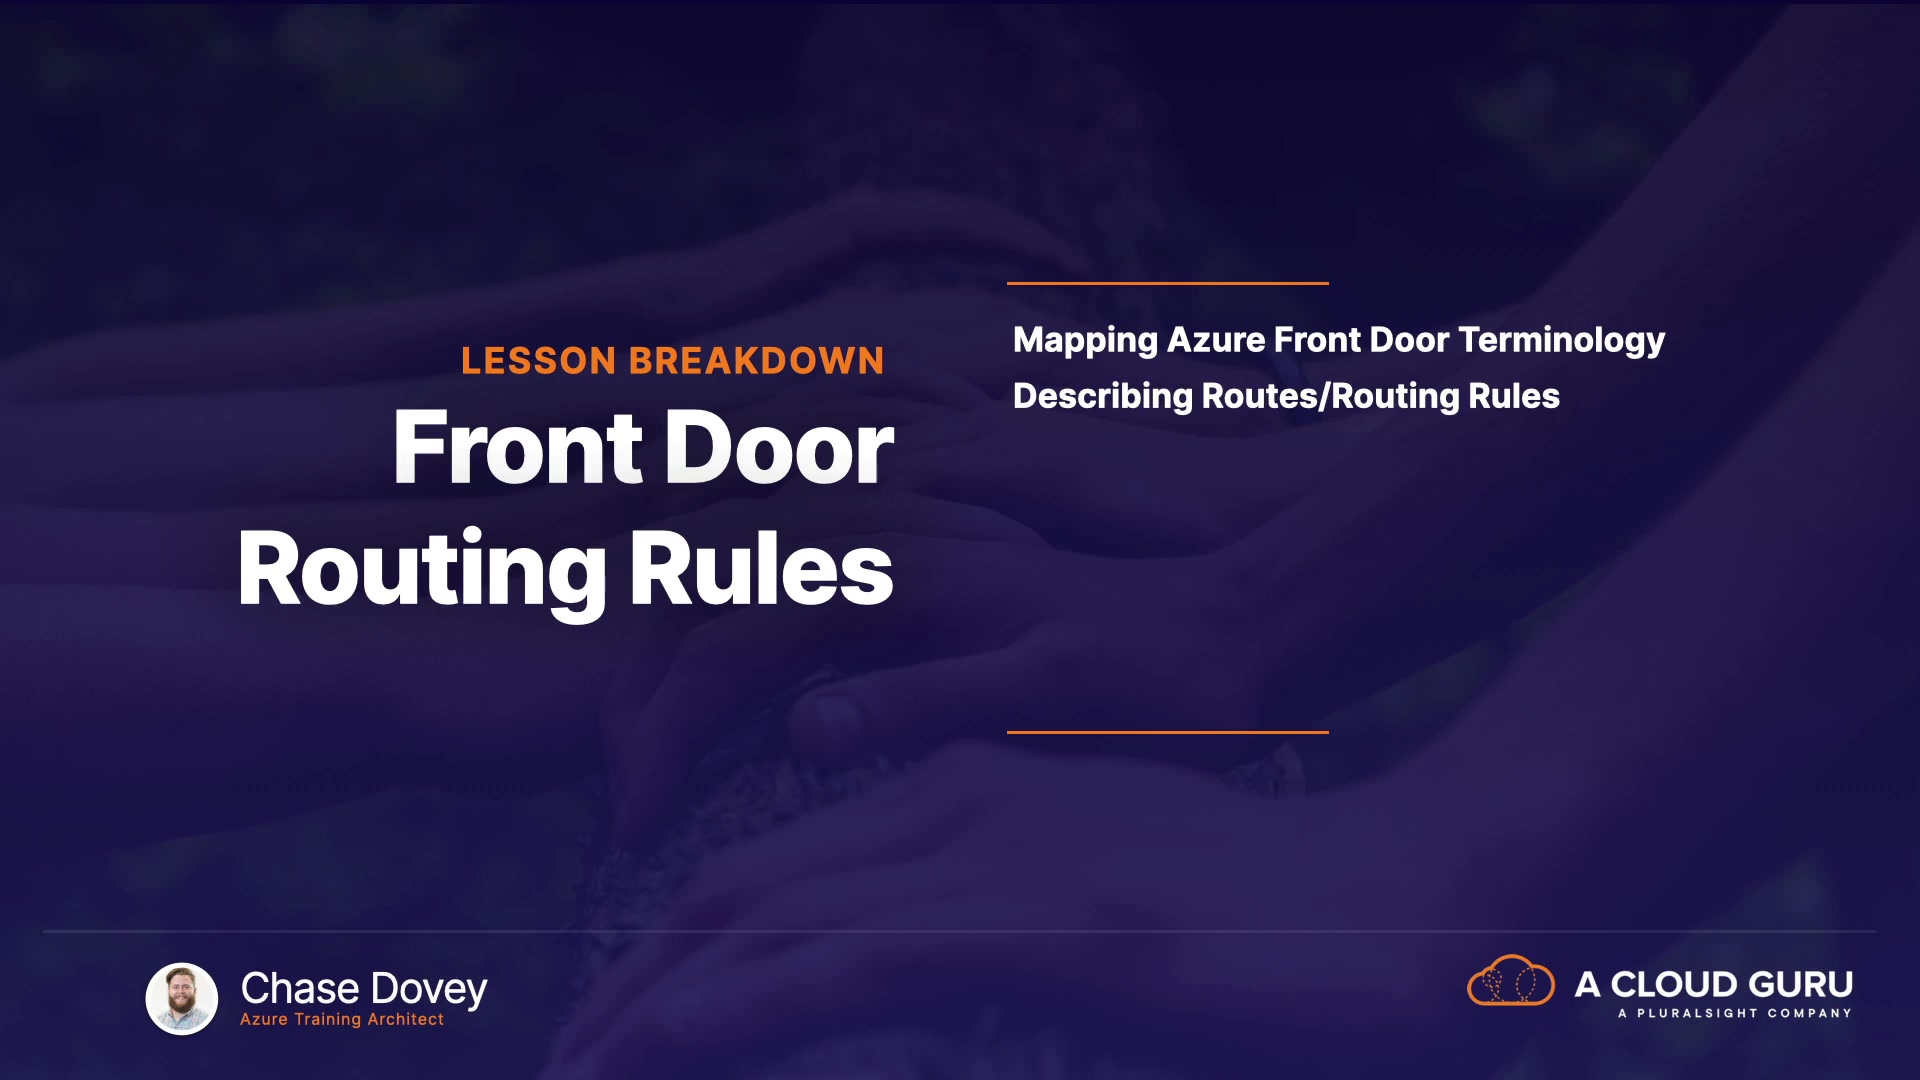 LESSON BREAKDOWN
Front Door
Routing Rules
Mapping Azure Front Door Terminology
Describing Routes/Routing Rules
Chase Dovey
Azure Training Architect
A CLOUD GURU
A PLURALSIGHT COMPANY